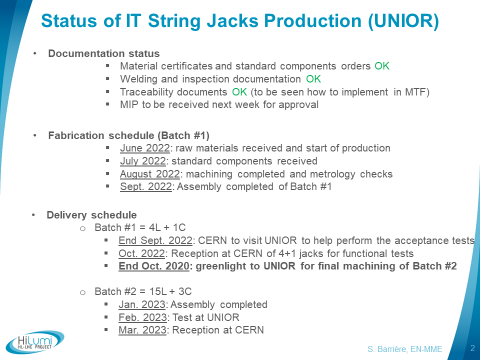 Status of IT String Jacks Production (UNIOR)
• Documentation status
▪ Material certificates and standard components orders OK
▪ Welding and inspection documentation OK
▪ Traceability documents OK (to be seen how to implement in MTF)
▪ MIP to be received next week for approval
• Fabrication schedule (Batch #1)
▪ June 2022: raw materials received and start of production
▪ July 2022: standard components received
▪ August 2022: machining completed and metrology checks
▪ Sept. 2022: Assembly completed of Batch #1
• Delivery schedule
o Batch #1 = 4L + 1C
▪ End Sept. 2022: CERN to visit UNIOR to help perform the acceptance tests
▪ Oct. 2022: Reception at CERN of 4+1 jacks for functional tests
▪ End Oct. 2020: greenlight to UNIOR for final machining of Batch #2
o Batch #2 = 15L + 3C
▪ Jan. 2023: Assembly completed
▪ Feb. 2023: Test at UNIOR
▪ Mar. 2023: Reception at CERN
HiLumi
HL-LHC PROJECT
S. Barrière, EN-MME
2